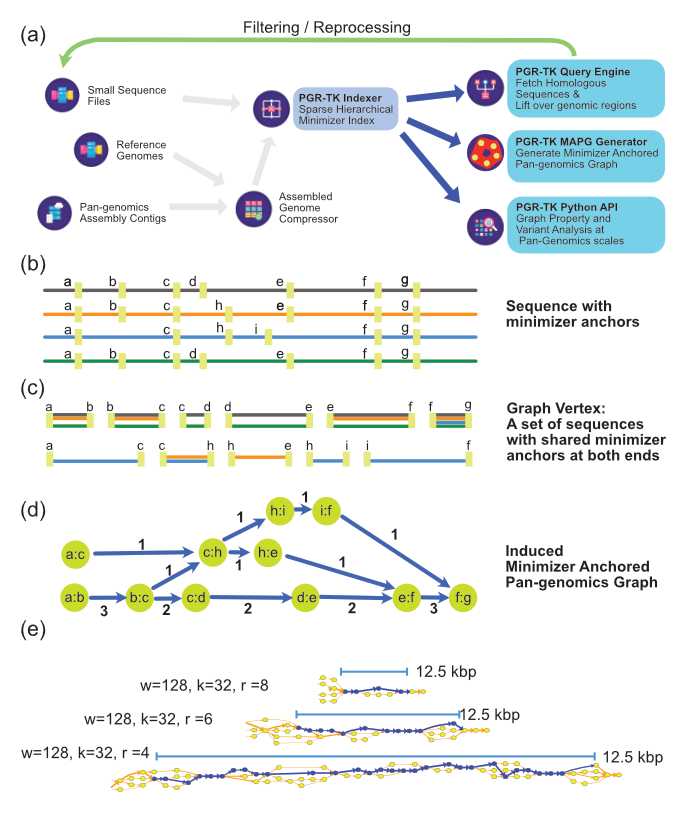 (a)
Filtering / Reprocessing
Small Sequence
Files
Reference
Genomes
Pan-genomics
Assembly Contigs
PGR-TK Indexer
Sparse Hierarchical
Minimizer Index
Assembled
Genome
Compressor
PGR-TK Query Engine
Fetch Homologous
Sequences &
Lift over genomic regions
PGR-TK MAPG Generator
Generate Minimizer Anchored
Pan-genomics Graph
PGR-TK Python API
Graph Property and
Variant Analysis at
Pan-Genomics scales
(b)
a b c d e f g
a b c h e f g
a b c h i f g
a b c d e f g
Sequence with
minimizer anchors
(c)
a b b c c d d e e f f g
a c c h h e h i i f
Graph Vertex:
A set of sequences
with shared minimizer
anchors at both ends
(d)
1 1
h:i i:f
1
a:c 1 c:h 1 h:e 1
1
a:b 3 b:c 2 c:d 2 d:e 2 e:f 3 f:g
Induced
Minimizer Anchored
Pan-genomics Graph
(e)
w=128, k=32, r =8
12.5 kbp
w=128, k=32, r =6
12.5 kbp
w=128, k=32, r =4
12.5 kbp